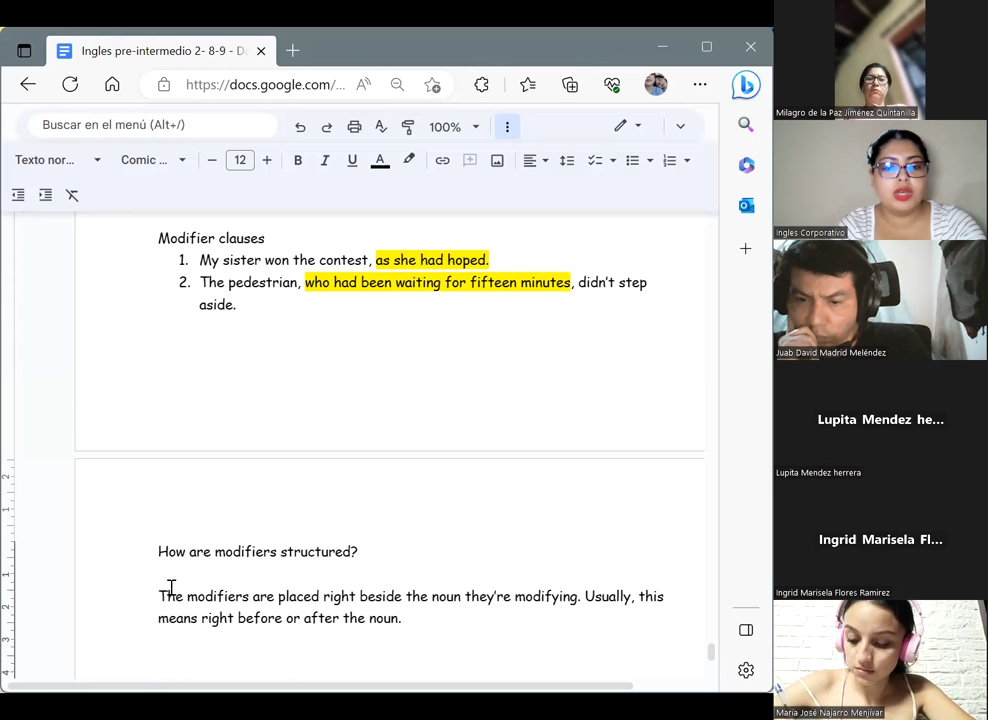 Ingles pre-intermedio 2- 8-9 - D
https://docs.google.com/...
Buscar en el menú (Alt+/)
100%
Texto nor...
Comic ...
12
Modifier clauses
1. My sister won the contest, as she had hoped.
2. The pedestrian, who had been waiting for fifteen minutes, didn't step
aside.
How are modifiers structured?
The modifiers are placed right beside the noun they're modifying. Usually, this
means right before or after the noun.
Milagro de la Paz Jiménez Quintanilla
Ingles Corporativo
Juab David Madrid Meléndez
Lupita Mendez he...
Lupita Mendez herrera
Ingrid Marisela Fl...
Ingrid Marisela Flores Ramirez
María José Najarro Menjívar